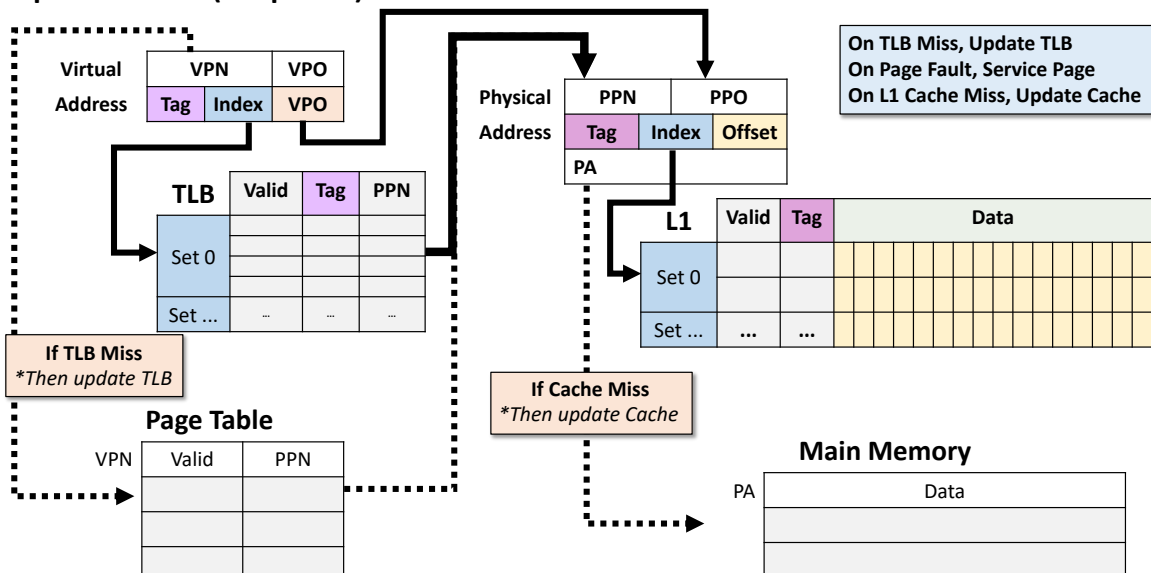 On TLB Miss, Update TLB
On Page Fault, Service Page
On L1 Cache Miss, Update Cache
Virtual
Address
VPN VPO
Tag Index VPO
Physical
Address
PPN PPO
Tag Index Offset
PA
TLB
Valid Tag PPN
Set 0
Set ... ... ... ...
L1
Valid Tag Data
Set 0
Set ... ... ...
If TLB Miss
*Then update TLB
If Cache Miss
*Then update Cache
Page Table
VPN Valid PPN
Main Memory
PA Data